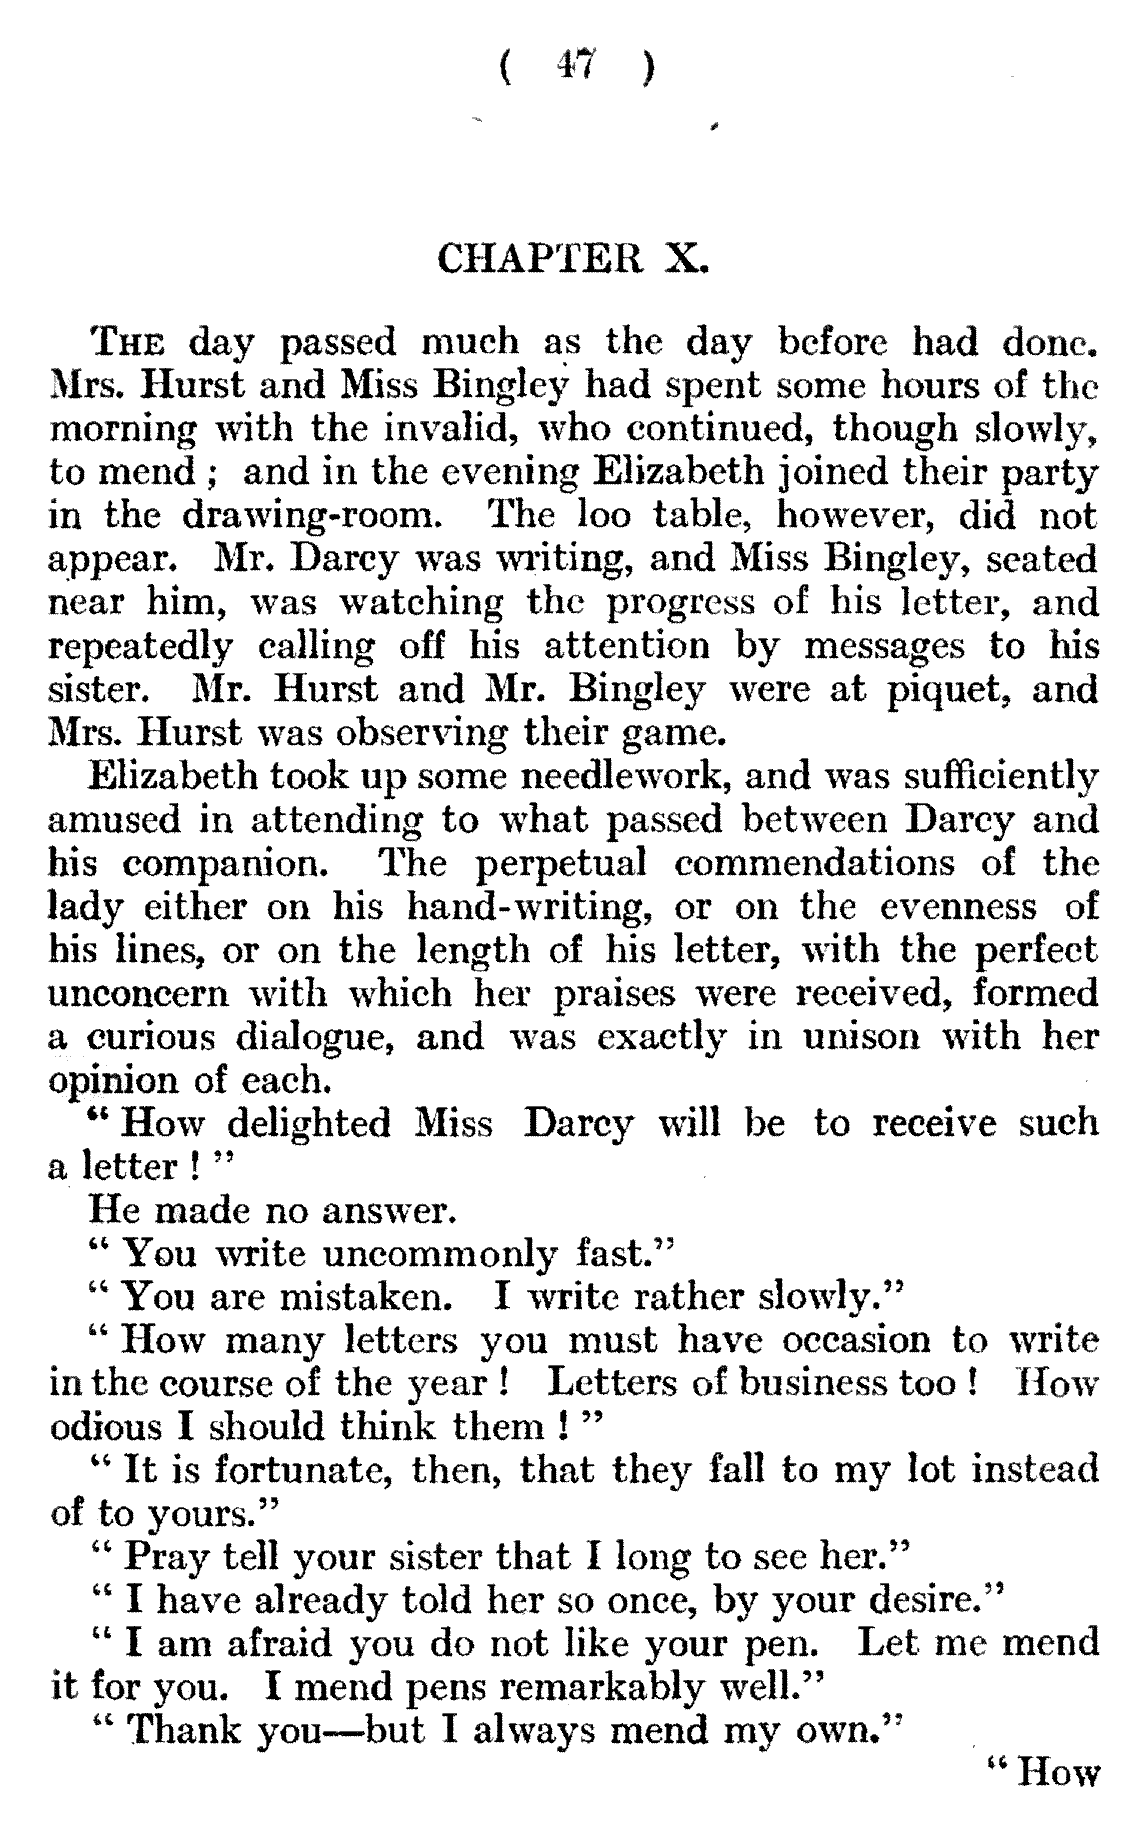 ( 47 )
CHAPTER X.
THE day passed much as the day before had done.
Mrs. Hurst and Miss Bingley had spent some hours of the
morning with the invalid, who continued, though slowly,
to mend ; and in the evening Elizabeth joined their party
in the drawing-room. The loo table, however, did not
appear. Mr. Darcy was writing, and Miss Bingley, seated
near him, was watching the progress of his letter, and
repeatedly calling off his attention by messages to his
sister. Mr. Hurst and Mr. Bingley were at piquet, and
Mrs. Hurst was observing their game.
Elizabeth took up some needlework, and was sufficiently
amused in attending to what passed between Darcy and
his companion. The perpetual commendations of the
lady either on his hand-writing, or on the evenness of
his lines, or on the length of his letter, with the perfect
unconcern with which her praises were received, formed
a curious dialogue, and was exactly in unison with her
opinion of each.
“ How delighted Miss Darcy will be to receive such
a letter ! ”
He made no answer.
“ You write uncommonly fast.”
“ You are mistaken. I write rather slowly.”
“ How many letters you must have occasion to write
in the course of the year ! Letters of business too ! How
odious I should think them ! ”
“ It is fortunate, then, that they fall to my lot instead
of to yours.”
“ Pray tell your sister that I long to see her.”
“ I have already told her so once, by your desire.”
“ I am afraid you do not like your pen. Let me mend
it for you. I mend pens remarkably well.”
“ Thank you—but I always mend my own.”
“ How